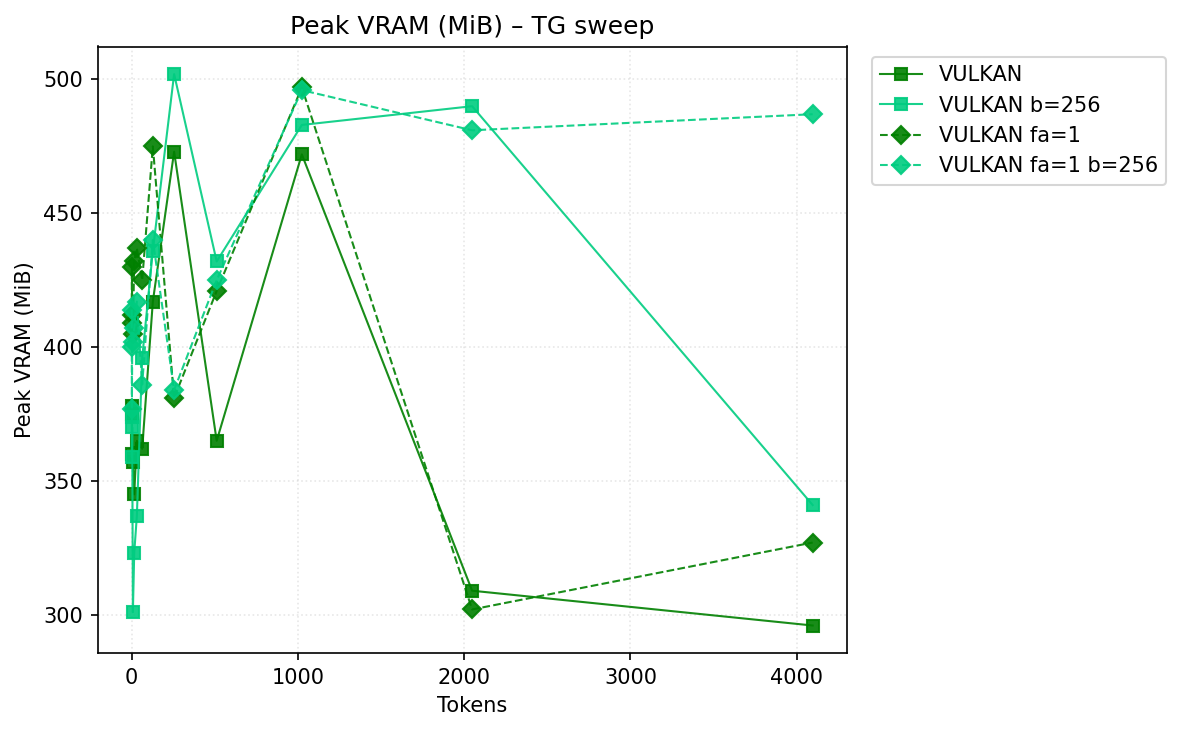 Peak VRAM (MiB) – TG sweep
Peak VRAM (MiB)
500
450
400
350
300
0
1000
2000
3000
4000
Tokens
VULKAN
VULKAN b=256
VULKAN fa=1
VULKAN fa=1 b=256